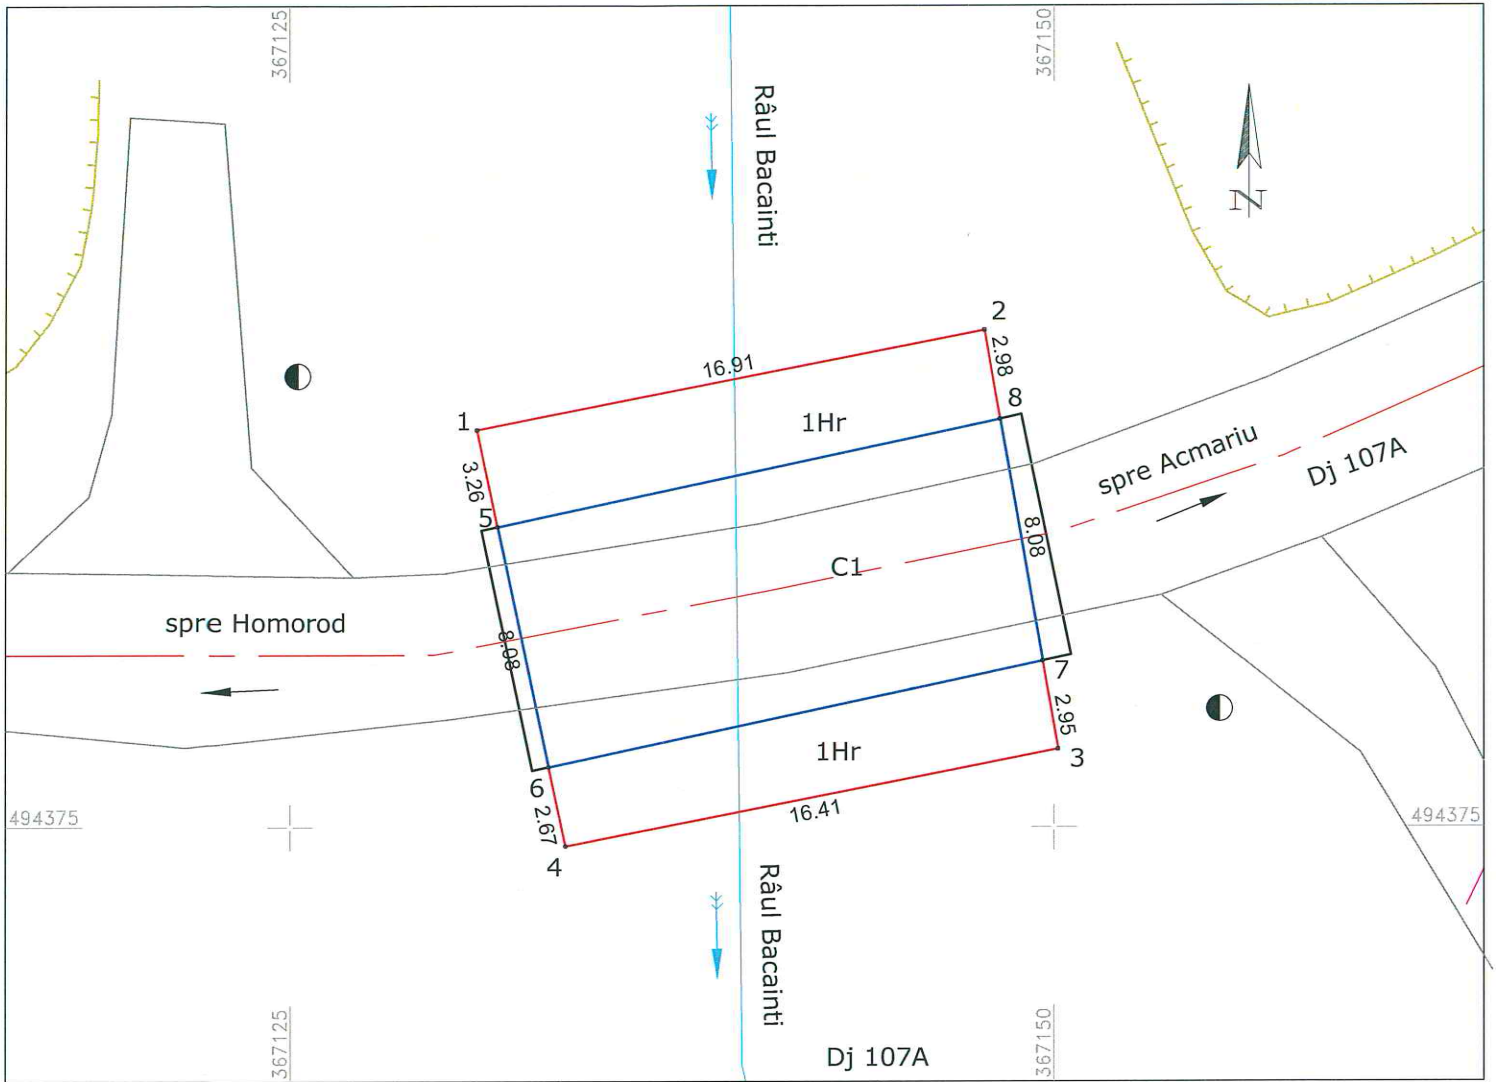 367125
367150
Râul Bacainti
N
2
2.98
16.91
8
1
1Hr
3.26
spre Acmariu
Dj 107A
5
8.08
C1
spre Homorod
8.08
7
2.95
1Hr
3
6
2.67
16.41
494375
494375
4
Râul Bacainti
367125
367150
Dj 107A